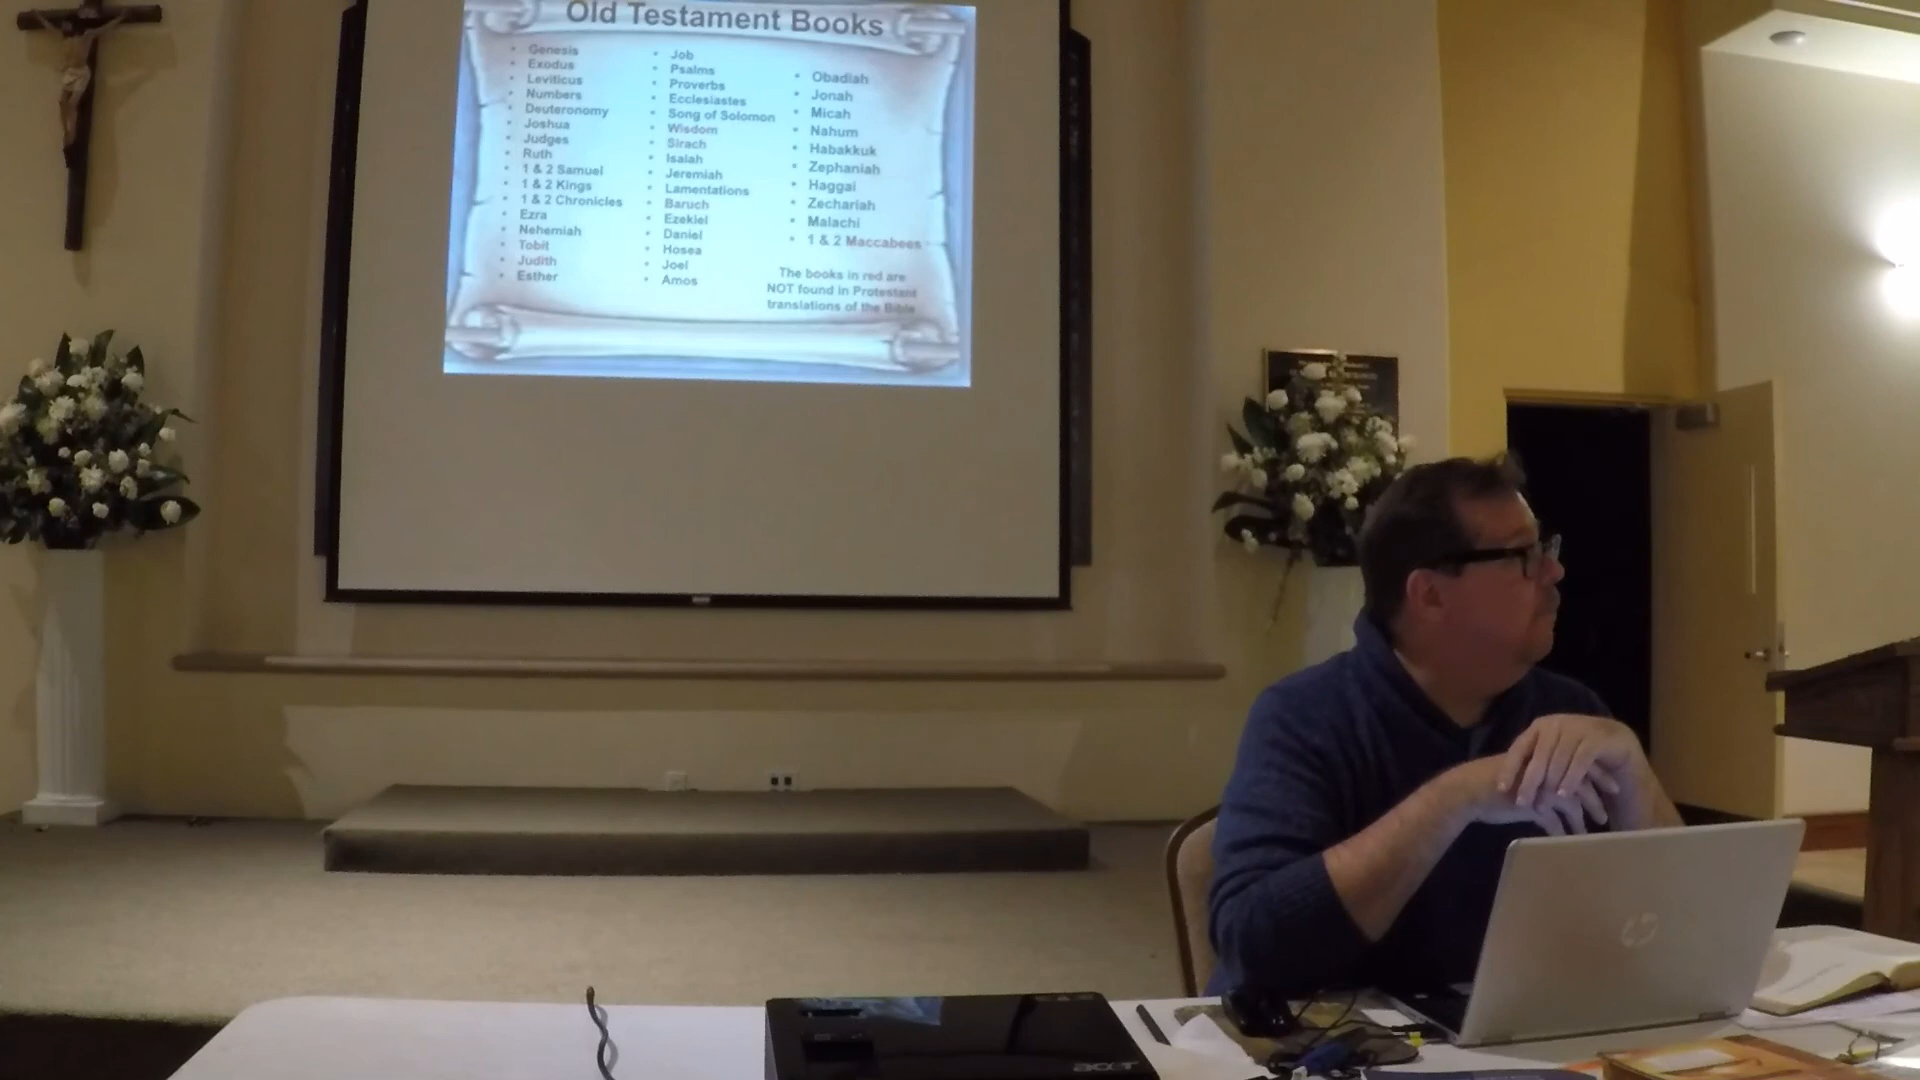 Old Testament Books
• Genesis
• Exodus
• Leviticus
• Numbers
• Deuteronomy
• Joshua
• Judges
• Ruth
• 1 & 2 Samuel
• 1 & 2 Kings
• 1 & 2 Chronicles
• Ezra
• Nehemiah
• Tobit
• Judith
• Esther
• Job
• Psalms
• Proverbs
• Ecclesiastes
• Song of Solomon
• Wisdom
• Sirach
• Isaiah
• Jeremiah
• Lamentations
• Baruch
• Ezekiel
• Daniel
• Hosea
• Joel
• Amos
• Obadiah
• Jonah
• Micah
• Nahum
• Habakkuk
• Zephaniah
• Haggai
• Zechariah
• Malachi
• 1 & 2 Maccabees
The books in red are
NOT found in Protestant
translations of the Bible
hp
acer